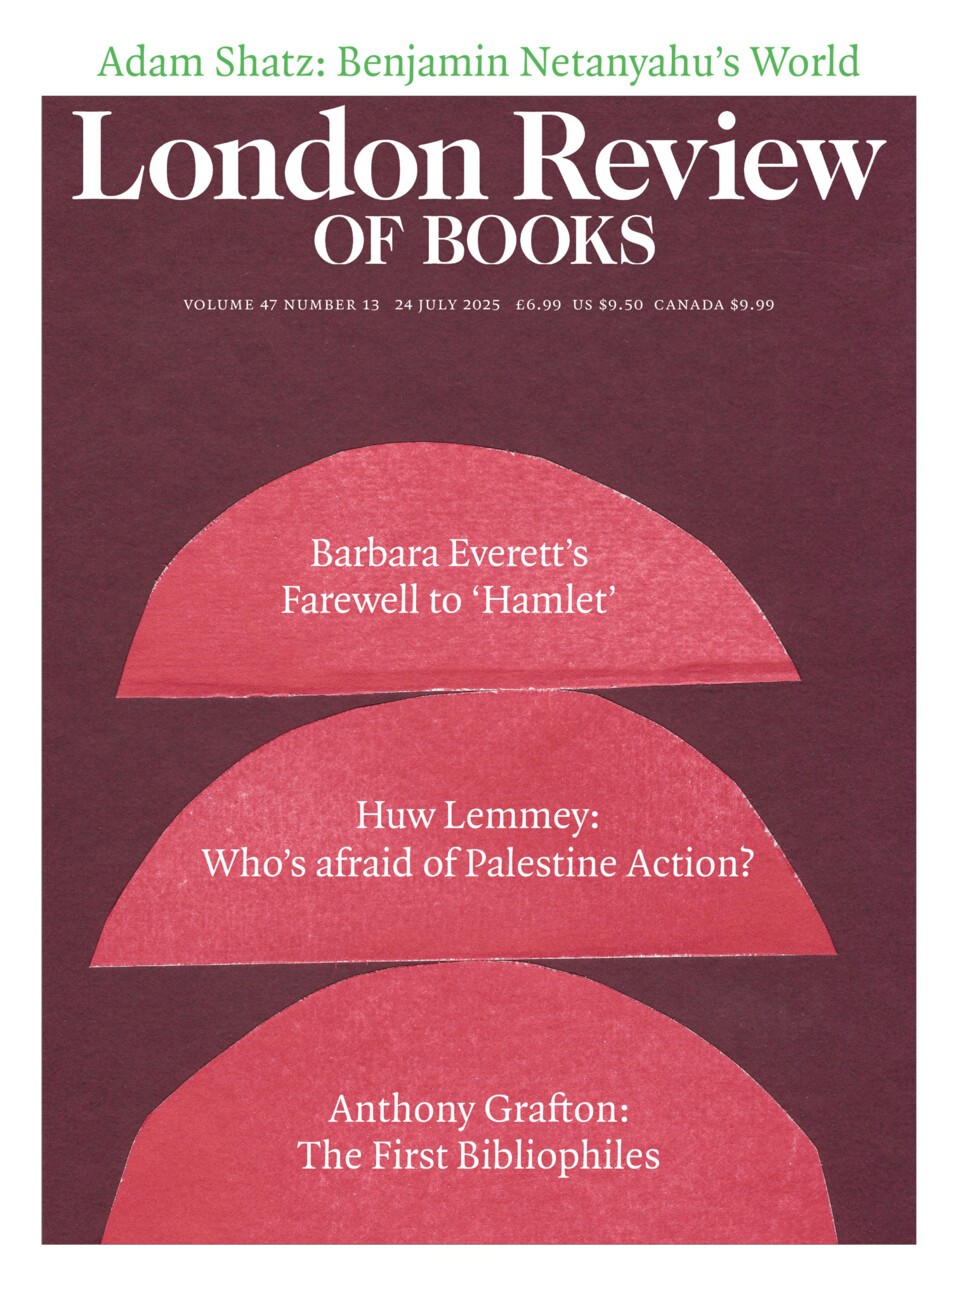 Adam Shatz: Benjamin Netanyahu’s World
London Review
OF BOOKS
VOLUME 47 NUMBER 13 24 JULY 2025 £6.99 US $9.50 CANADA $9.99
Barbara Everett’s
Farewell to ‘Hamlet’
Huw Lemmey:
Who’s afraid of Palestine Action?
Anthony Grafton:
The First Bibliophiles